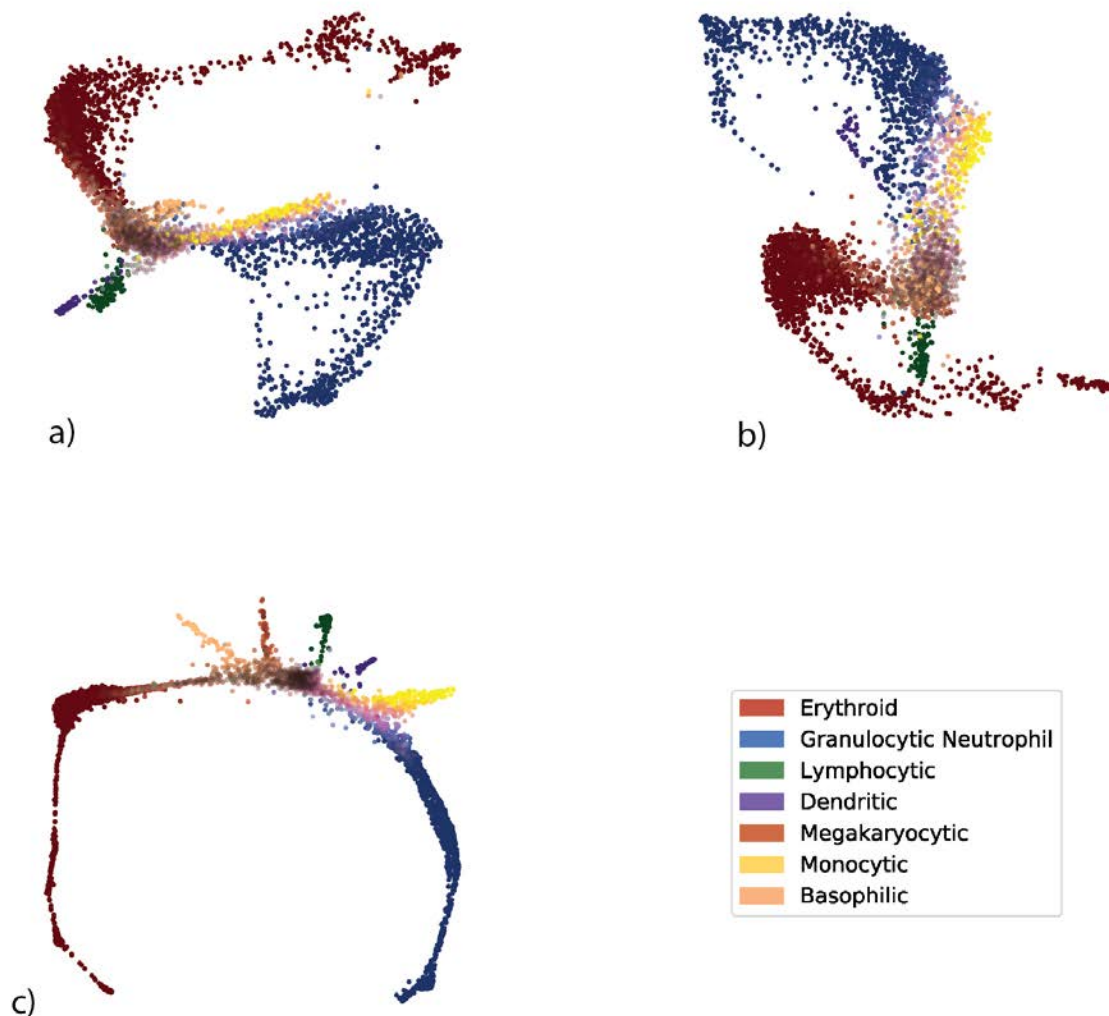 a)
b)
c)
Erythroid
Granulocytic Neutrophil
Lymphocytic
Dendritic
Megakaryocytic
Monocytic
Basophilic